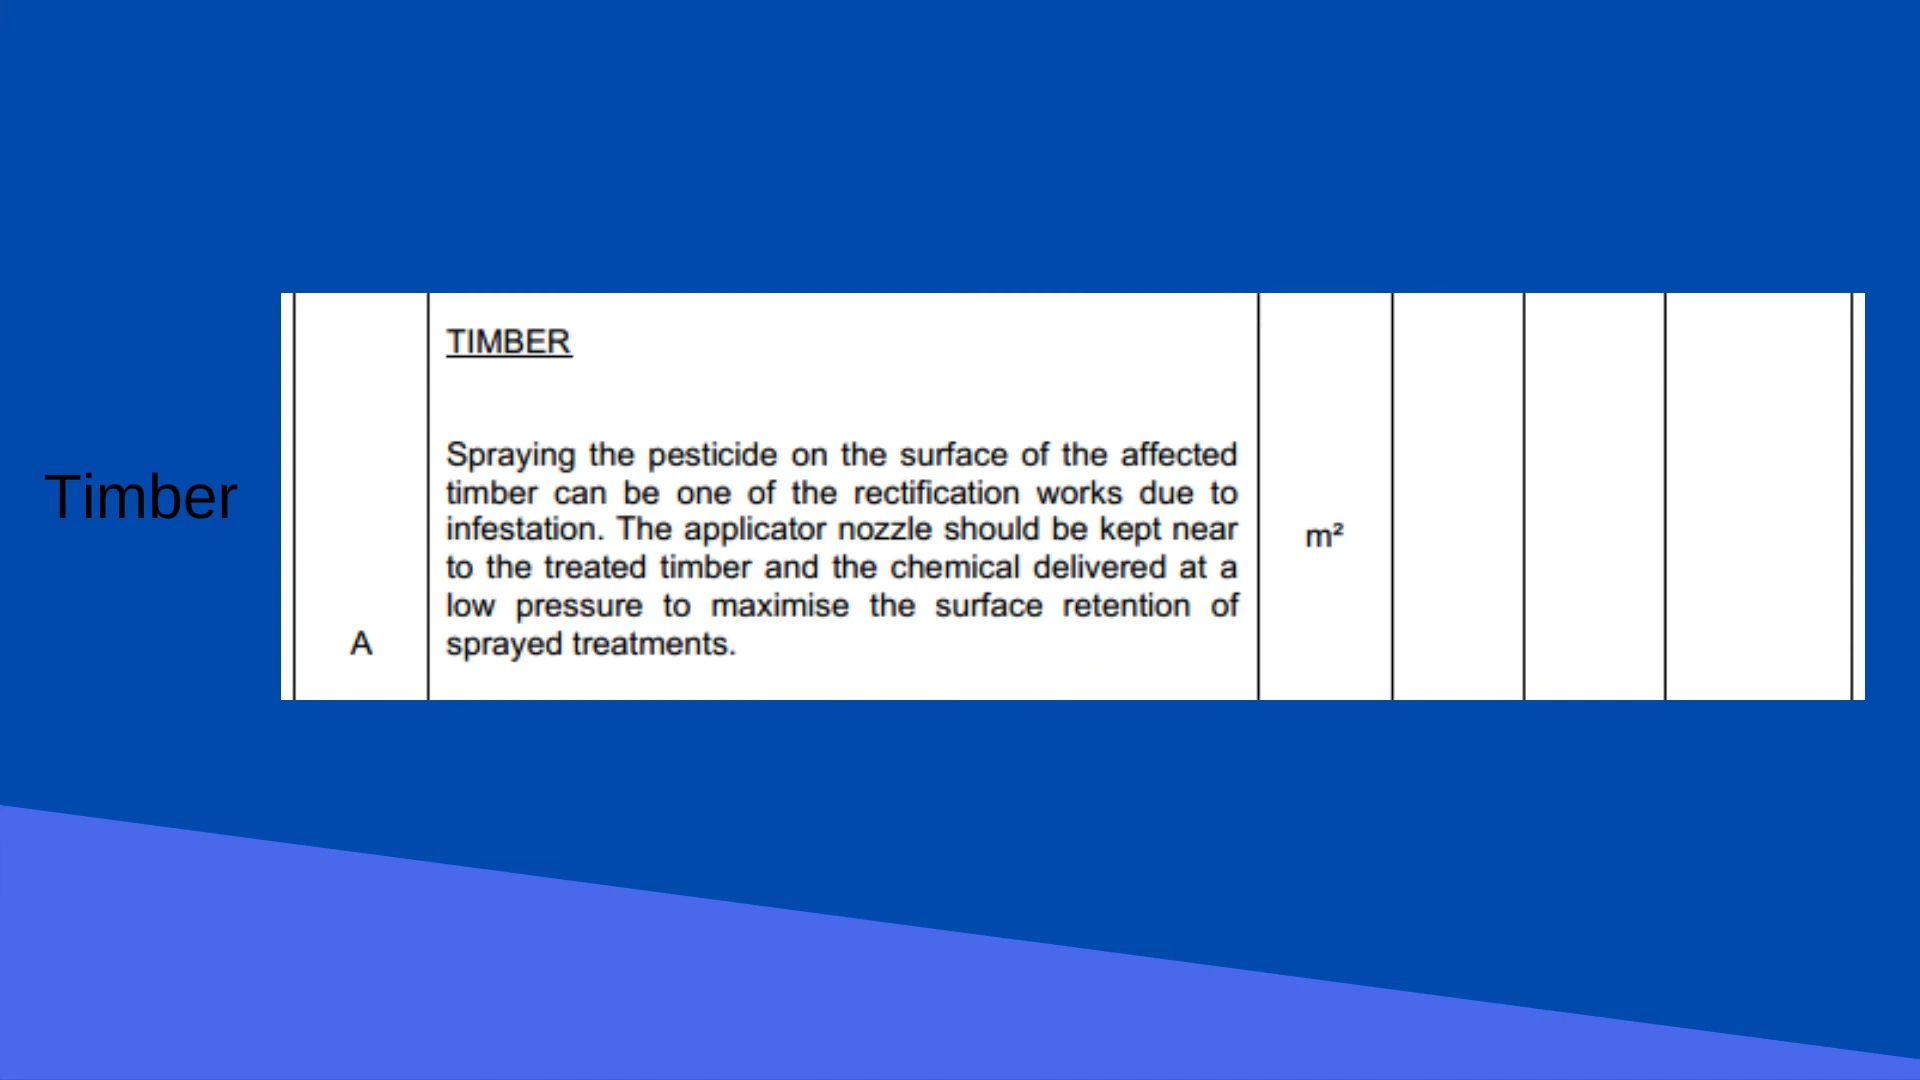 Timber
TIMBER
Spraying the pesticide on the surface of the affected
timber can be one of the rectification works due to
infestation. The applicator nozzle should be kept near
to the treated timber and the chemical delivered at a
low pressure to maximise the surface retention of
sprayed treatments.
A
m²